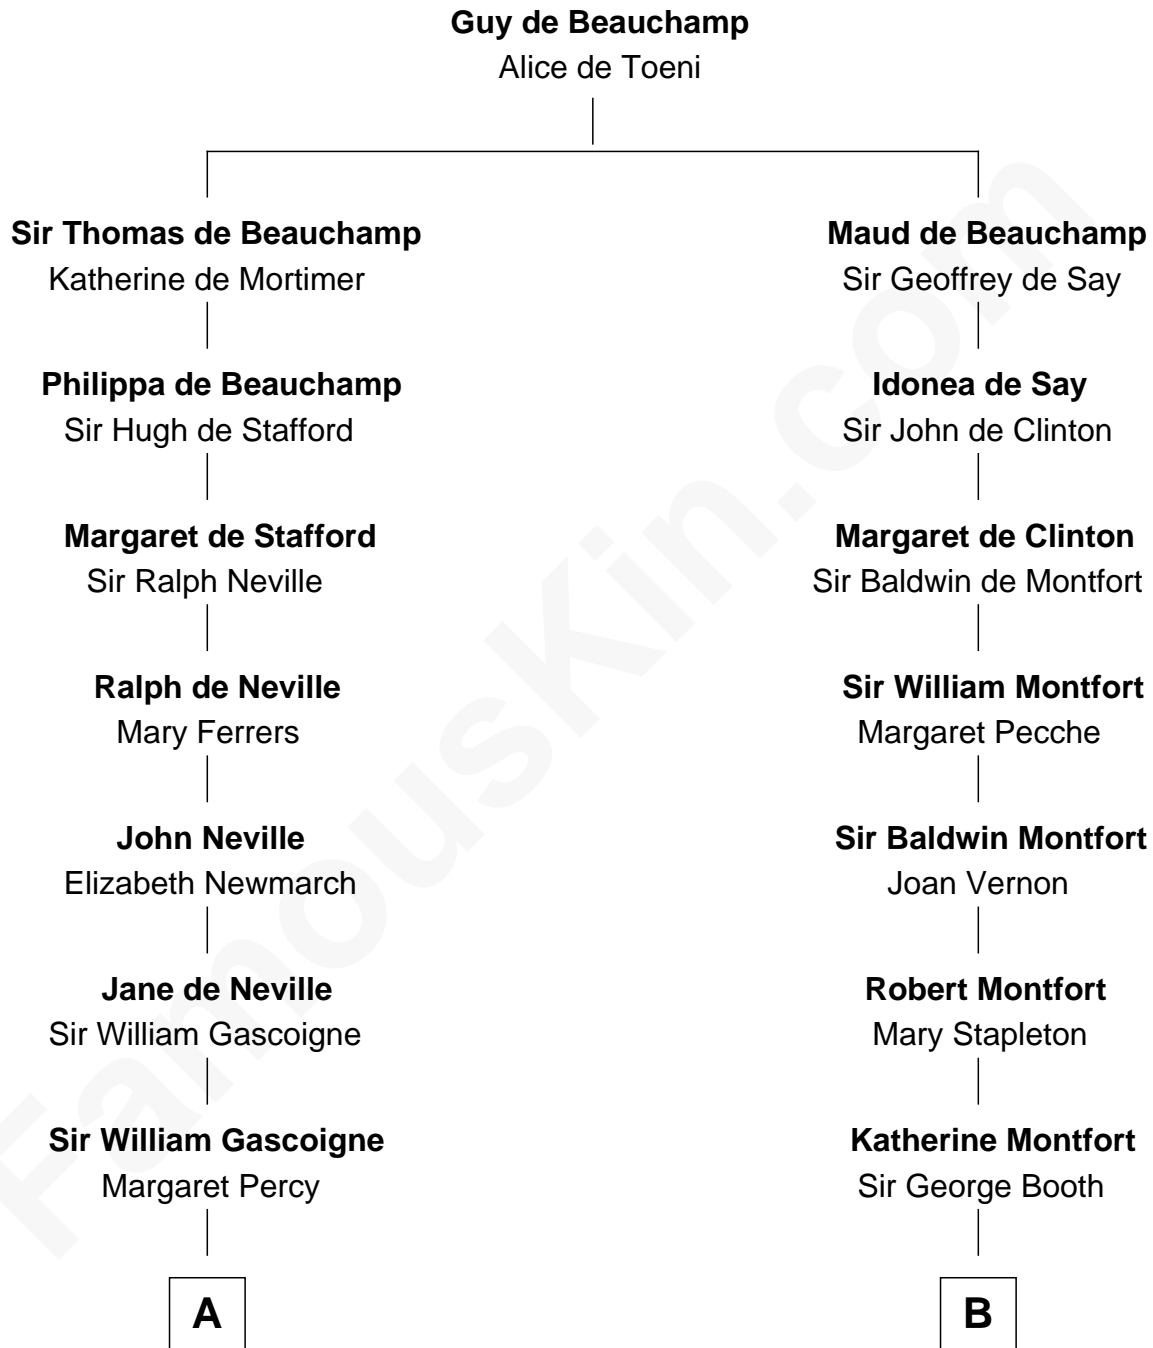 Guy de Beauchamp
Alice de Toeni
Sir Thomas de Beauchamp
Katherine de Mortimer
Philippa de Beauchamp
Sir Hugh de Stafford
Margaret de Stafford
Sir Ralph Neville
Ralph de Neville
Mary Ferrers
John Neville
Elizabeth Newmarch
Jane de Neville
Sir William Gascoigne
Sir William Gascoigne
Margaret Percy
A
Maud de Beauchamp
Sir Geoffrey de Say
Idonea de Say
Sir John de Clinton
Margaret de Clinton
Sir Baldwin de Montfort
Sir William Montfort
Margaret Pecche
Sir Baldwin Montfort
Joan Vernon
Robert Montfort
Mary Stapleton
Katherine Montfort
Sir George Booth
B
FamousKin.com